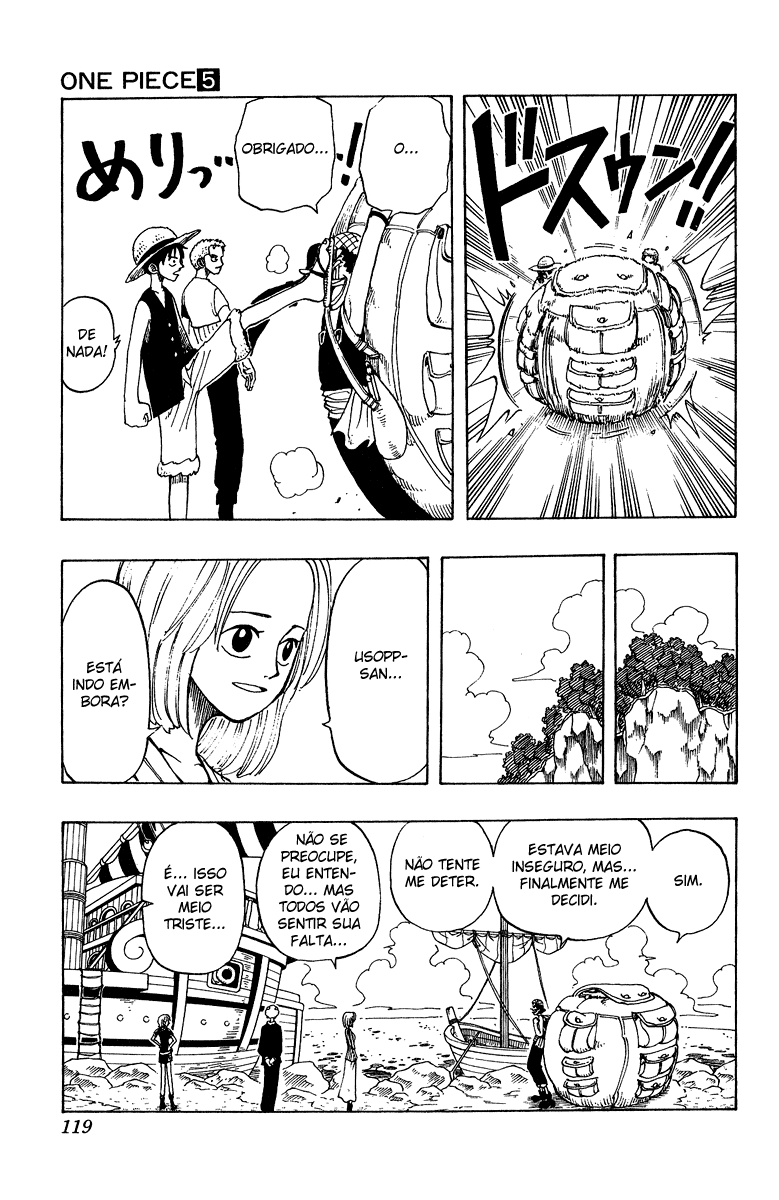 ONE PIECE 5
ドスウン!!
O...
OBRIGADO...
めりっ…!
DE
NADA!
USOPP-
SAN...
ESTÁ
INDO EM-
BORA?
SIM.
ESTAVA MEIO
INSEGURO, MAS...
FINALMENTE ME
DECIDI.
NÃO TENTE
ME DETER.
NÃO SE
PREOCUPE,
EU ENTEN-
DO... MAS
TODOS VÃO
SENTIR SUA
FALTA...
É... ISSO
VAI SER
MEIO
TRISTE...
119